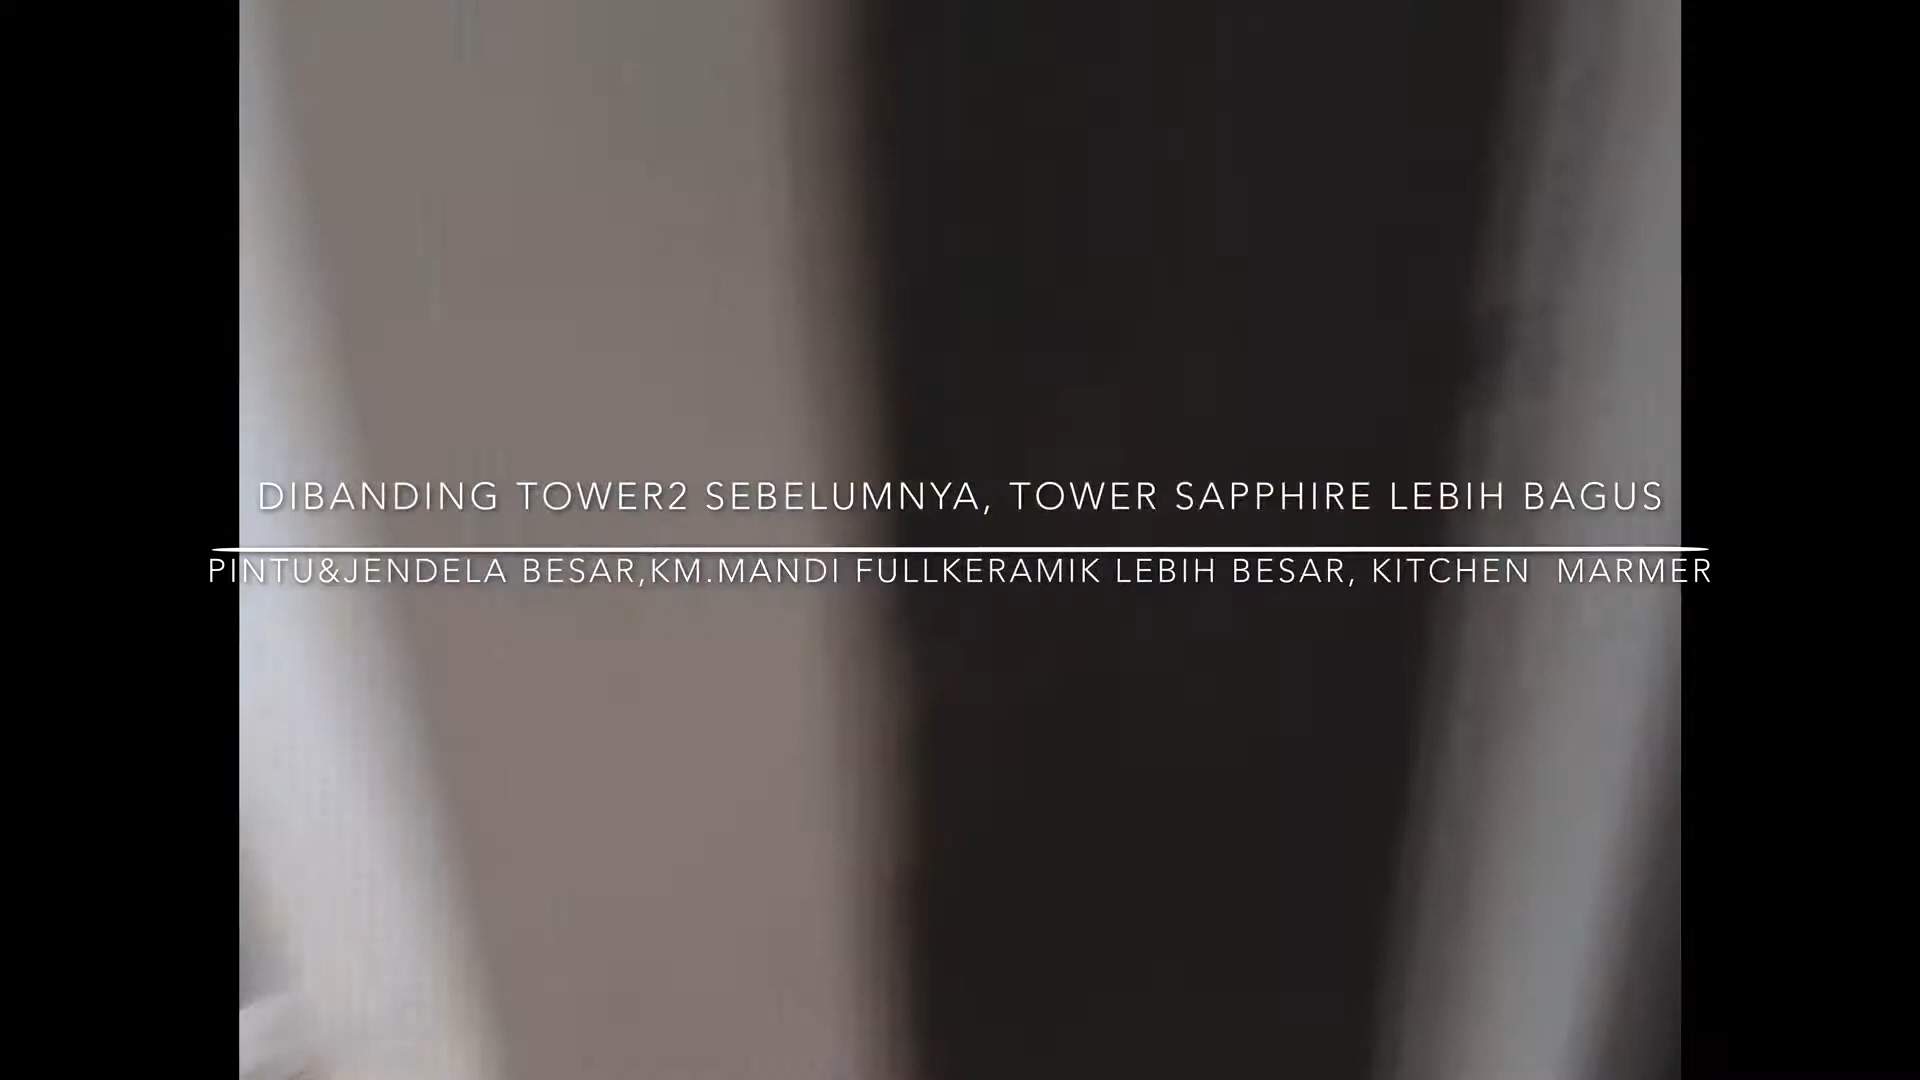 DIBANDING TOWER2 SEBELUMNYA, TOWER SAPPHIRE LEBIH BAGUS
PINTU&JENDELA BESAR,KM.MANDI FULLKERAMIK LEBIH BESAR, KITCHEN  MARMER